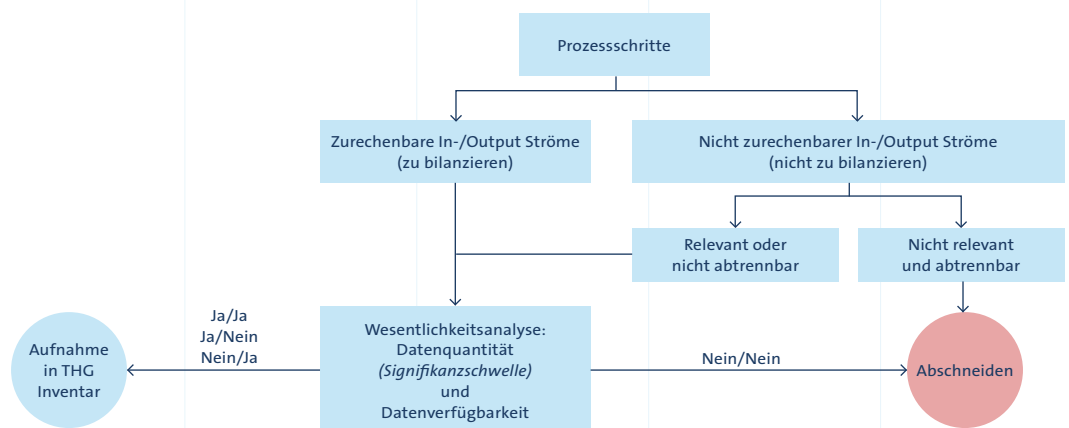 Prozessschritte
Zurechenbare In-/Output Ströme
(zu bilanzieren)
Nicht zurechenbarer In-/Output Ströme
(nicht zu bilanzieren)
Relevant oder
nicht abtrennbar
Nicht relevant
und abtrennbar
Ja/Ja
Ja/Nein
Nein/Ja
Aufnahme
in THG
Inventar
Wesentlichkeitsanalyse:
Datenquantität
(Signifikanzschwelle)
und
Datenverfügbarkeit
Nein/Nein
Abschneiden